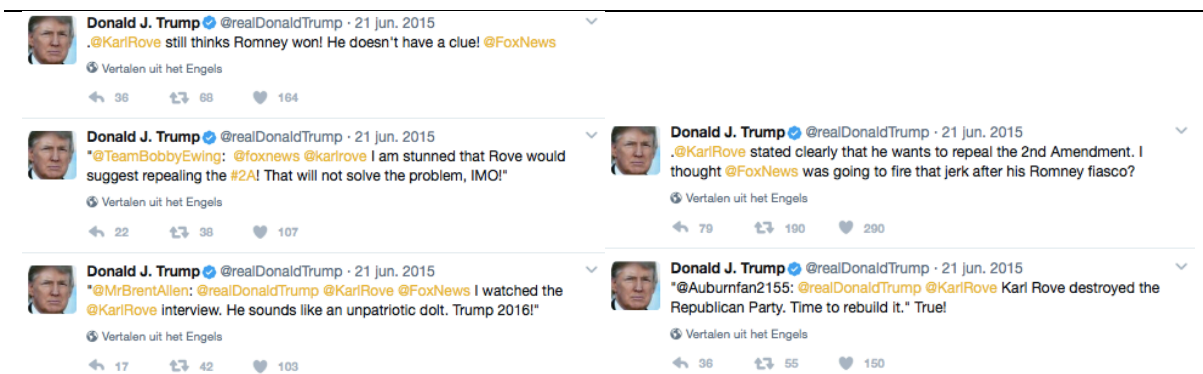 Donald J. Trump @realDonaldTrump · 21 jun. 2015
.@KarlRove still thinks Romney won! He doesn't have a clue! @FoxNews
Vertalen uit het Engels
36 68 164
Donald J. Trump @realDonaldTrump · 21 jun. 2015
"@TeamBobbyEwing: @foxnews @karlrove I am stunned that Rove would
suggest repealing the #2A! That will not solve the problem, IMO!"
Vertalen uit het Engels
22 38 107
Donald J. Trump @realDonaldTrump · 21 jun. 2015
"@MrBrentAllen: @realDonaldTrump @KarlRove @FoxNews I watched the
@KarlRove interview. He sounds like an unpatriotic dolt. Trump 2016!"
Vertalen uit het Engels
17 42 103
Donald J. Trump @realDonaldTrump · 21 jun. 2015
.@KarlRove stated clearly that he wants to repeal the 2nd Amendment. I
thought @FoxNews was going to fire that jerk after his Romney fiasco?
Vertalen uit het Engels
79 190 290
Donald J. Trump @realDonaldTrump · 21 jun. 2015
"@Auburnfan2155: @realDonaldTrump @KarlRove Karl Rove destroyed the
Republican Party. Time to rebuild it." True!
Vertalen uit het Engels
36 55 150